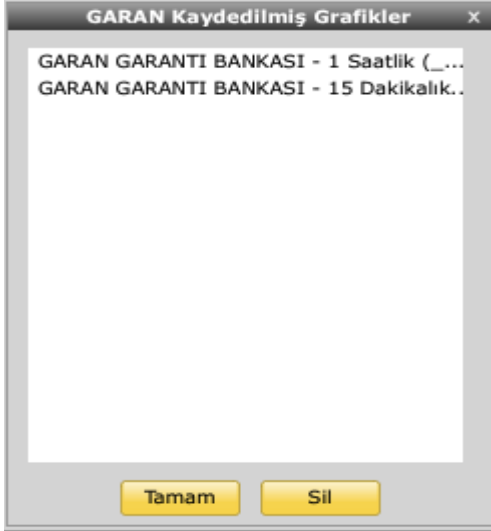 GARAN Kaydedilmiş Grafikler x
GARAN GARANTI BANKASI - 1 Saatlik (_...
GARAN GARANTI BANKASI - 15 Dakikalık..
Tamam Sil